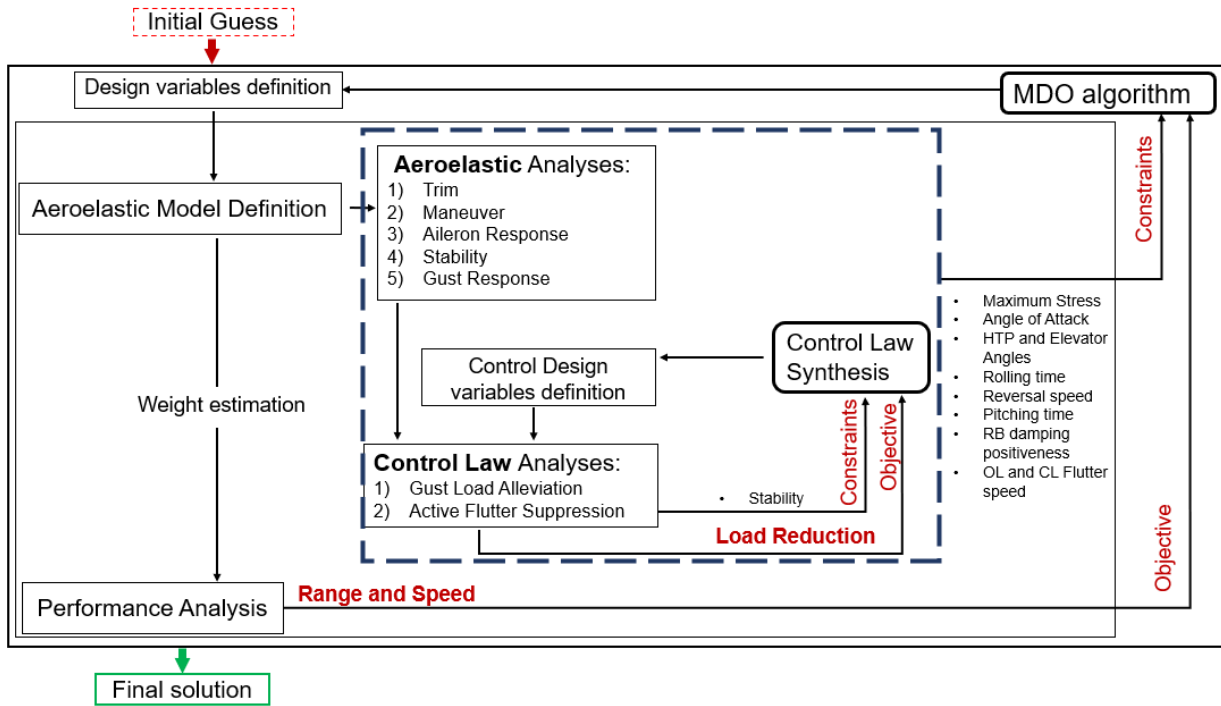 Initial Guess
Design variables definition
MDO algorithm
Aeroelastic Model Definition
Aeroelastic Analyses:
1) Trim
2) Maneuver
3) Aileron Response
4) Stability
5) Gust Response
Constraints
• Maximum Stress
• Angle of Attack
• HTP and Elevator
Angles
• Rolling time
• Reversal speed
• Pitching time
• RB damping
positiveness
• OL and CL Flutter
speed
Control Law
Synthesis
Control Design
variables definition
Weight estimation
Control Law Analyses:
1) Gust Load Alleviation
2) Active Flutter Suppression
• Stability
Constraints
Objective
Load Reduction
Objective
Performance Analysis
Range and Speed
Final solution